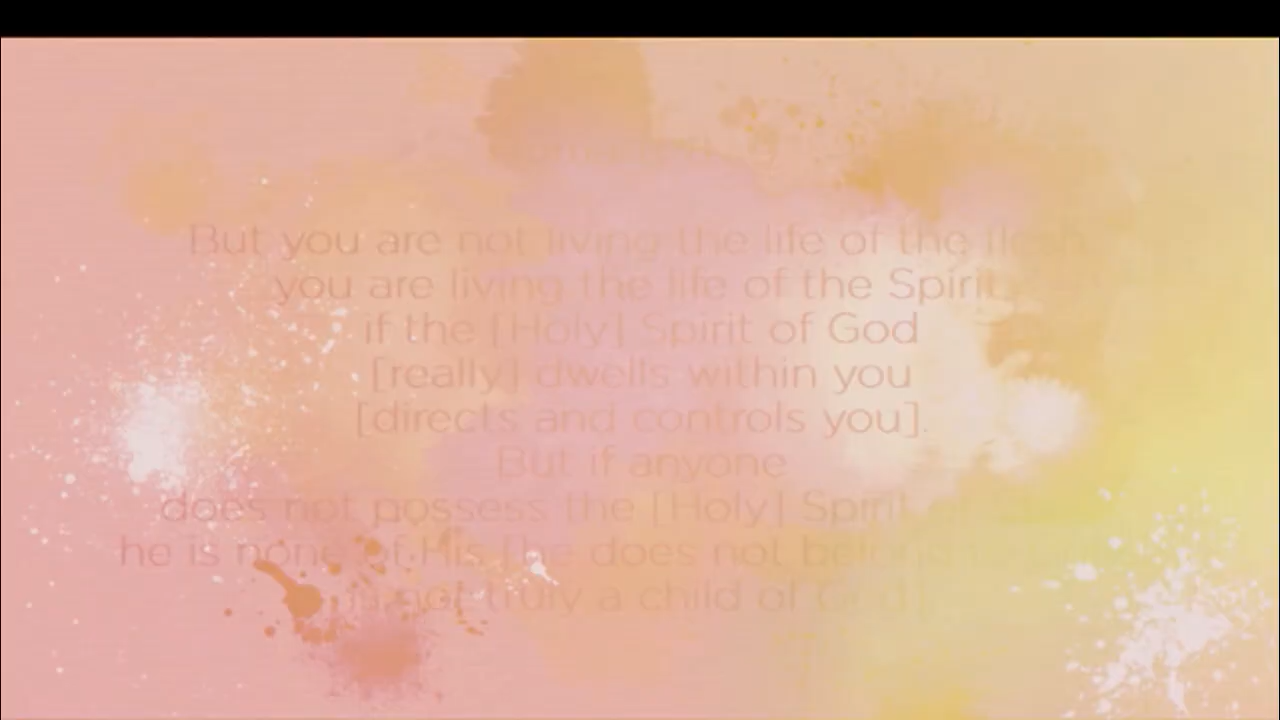 But you are not living the life of the flesh,
you are living the life of the Spirit,
if the [Holy] Spirit of God
[really] dwells within you
[directs and controls you].
But if anyone
does not possess the [Holy] Spirit of
he is none of His [he does not belong
is not truly a child of God]